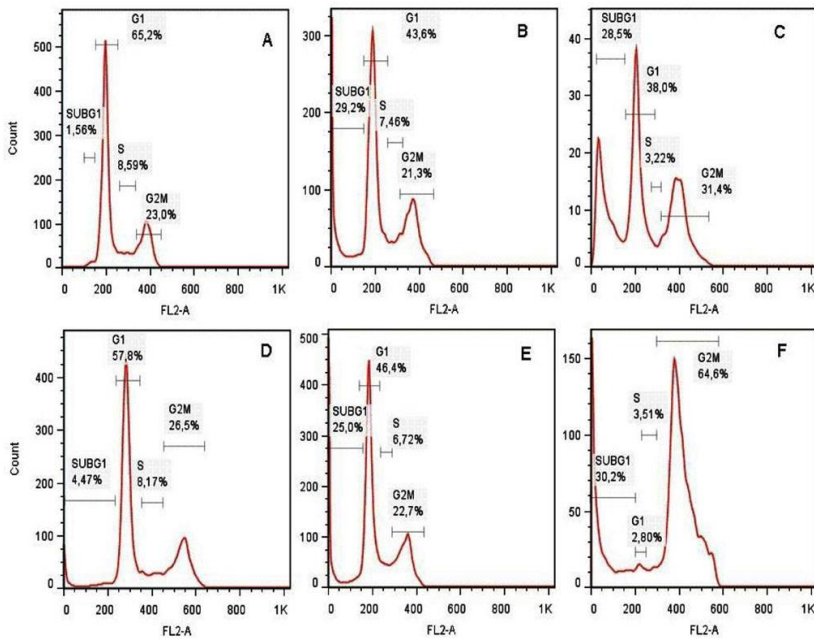 A
G1
65,2%
SUBG1
1,56%
S
8,59%
G2M
23,0%
Count
500
400
300
200
100
0
0 200 400 600 800 1K
FL2-A
B
G1
43,6%
SUBG1
29,2%
S
7,46%
G2M
21,3%
300
200
100
0
0 200 400 600 800 1K
FL2-A
C
SUBG1
28,5%
G1
38,0%
S
3,22%
G2M
31,4%
40
30
20
10
0
0 200 400 600 800 1K
FL2-A
D
G1
57,8%
G2M
26,5%
SUBG1
4,47%
S
8,17%
Count
400
300
200
100
0
0 200 400 600 800 1K
FL2-A
E
G1
46,4%
SUBG1
25,0%
S
6,72%
G2M
22,7%
500
400
300
200
100
0
0 200 400 600 800 1K
FL2-A
F
G2M
64,6%
S
3,51%
SUBG1
30,2%
G1
2,80%
150
100
50
0
0 200 400 600 800 1K
FL2-A